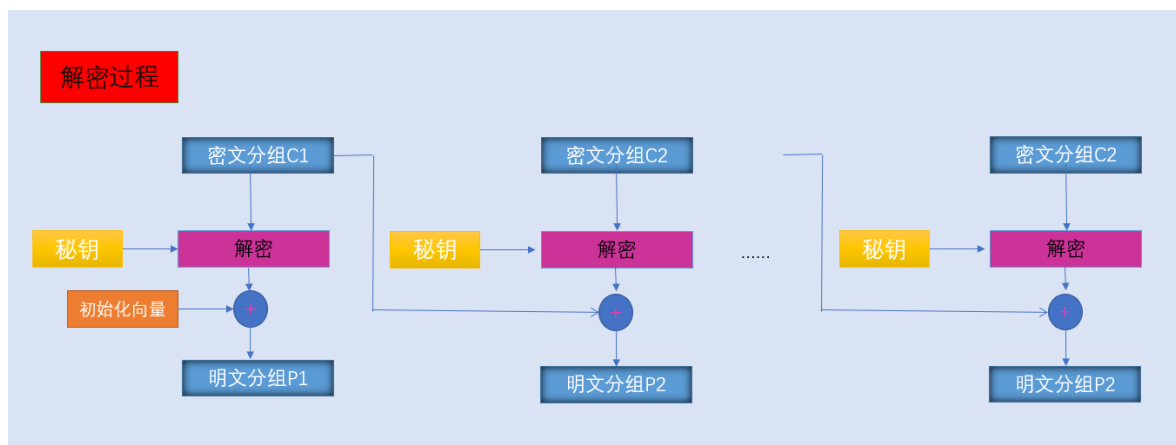 解密过程
密文分组C1
密文分组C2
密文分组C2
秘钥
解密
秘钥
解密
......
秘钥
解密
初始化向量
+
+
+
明文分组P1
明文分组P2
明文分组P2